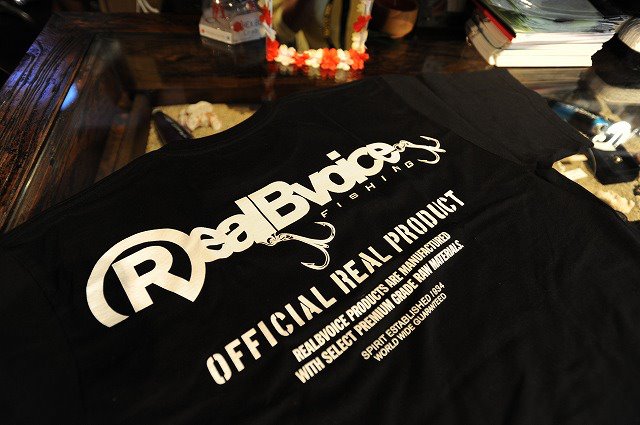 RealBvoice
FISHING
OFFICIAL REAL PRODUCT
REALBVOICE PRODUCTS ARE MANUFACTURED
WITH SELECT PREMIUM GRADE RAW MATERIALS.
SPIRIT ESTABLISHED/634
WORLD WIDE GUARANTEED